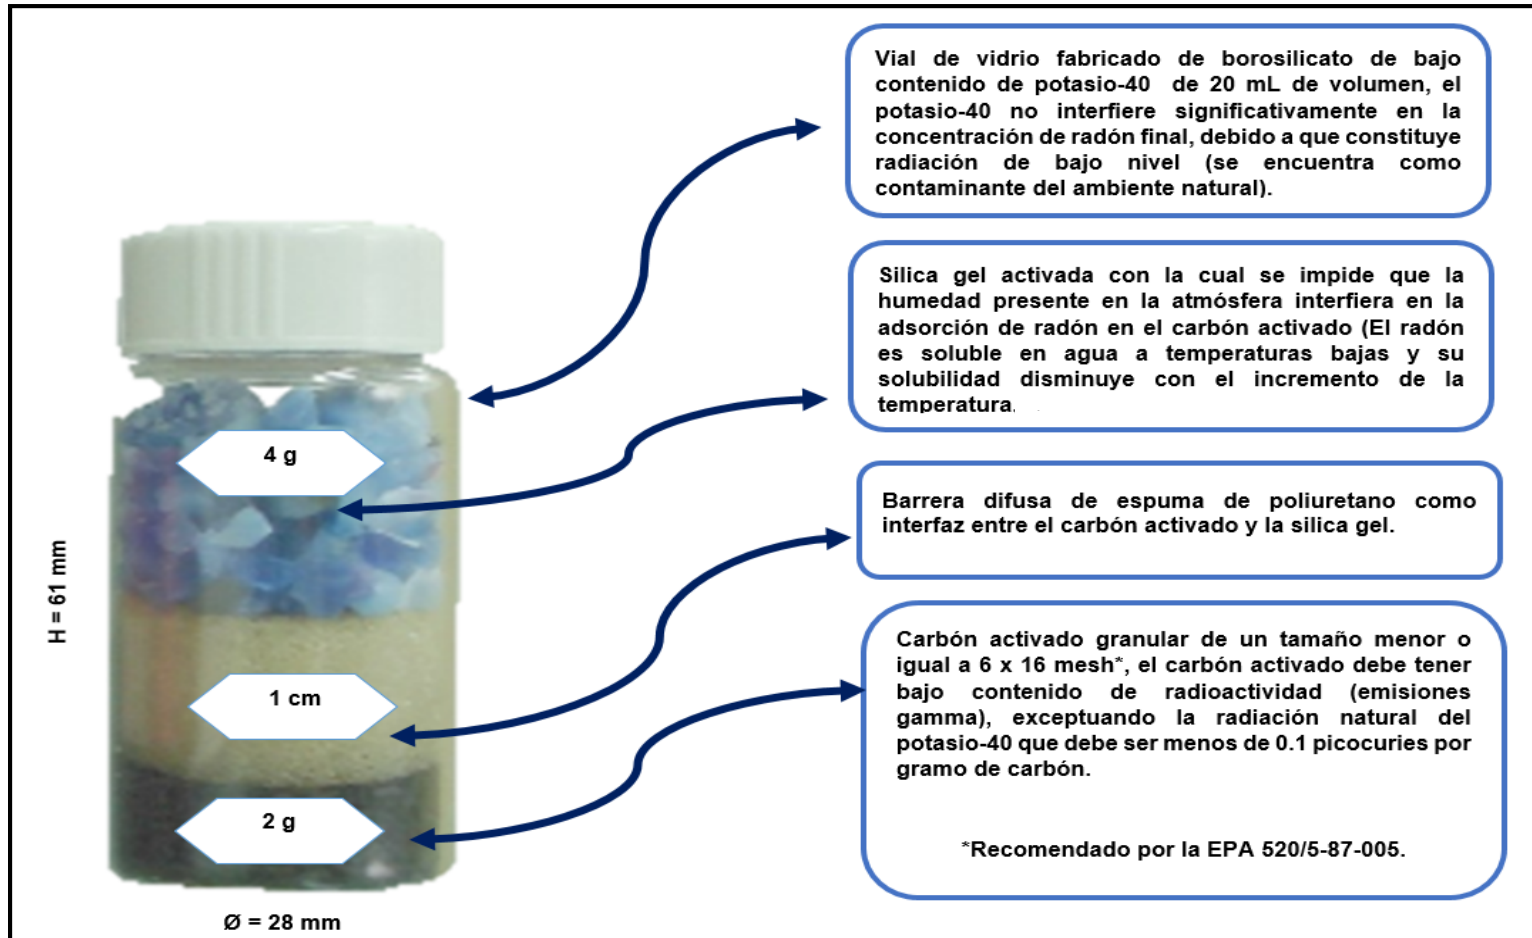 Vial de vidrio fabricado de borosilicato de bajo
contenido de potasio-40 de 20 mL de volumen, el
potasio-40 no interfiere significativamente en la
concentración de radón final, debido a que constituye
radiación de bajo nivel (se encuentra como
contaminante del ambiente natural).
Silica gel activada con la cual se impide que la
humedad presente en la atmósfera interfiera en la
adsorción de radón en el carbón activado (El radón
es soluble en agua a temperaturas bajas y su
solubilidad disminuye con el incremento de la
temperatura.
4 g
Barrera difusa de espuma de poliuretano como
interfaz entre el carbón activado y la silica gel.
H = 61 mm
1 cm
Carbón activado granular de un tamaño menor o
igual a 6 x 16 mesh*, el carbón activado debe tener
bajo contenido de radioactividad (emisiones
gamma), exceptuando la radiación natural del
potasio-40 que debe ser menos de 0.1 picocuries por
gramo de carbón.
2 g
*Recomendado por la EPA 520/5-87-005.
Ø = 28 mm